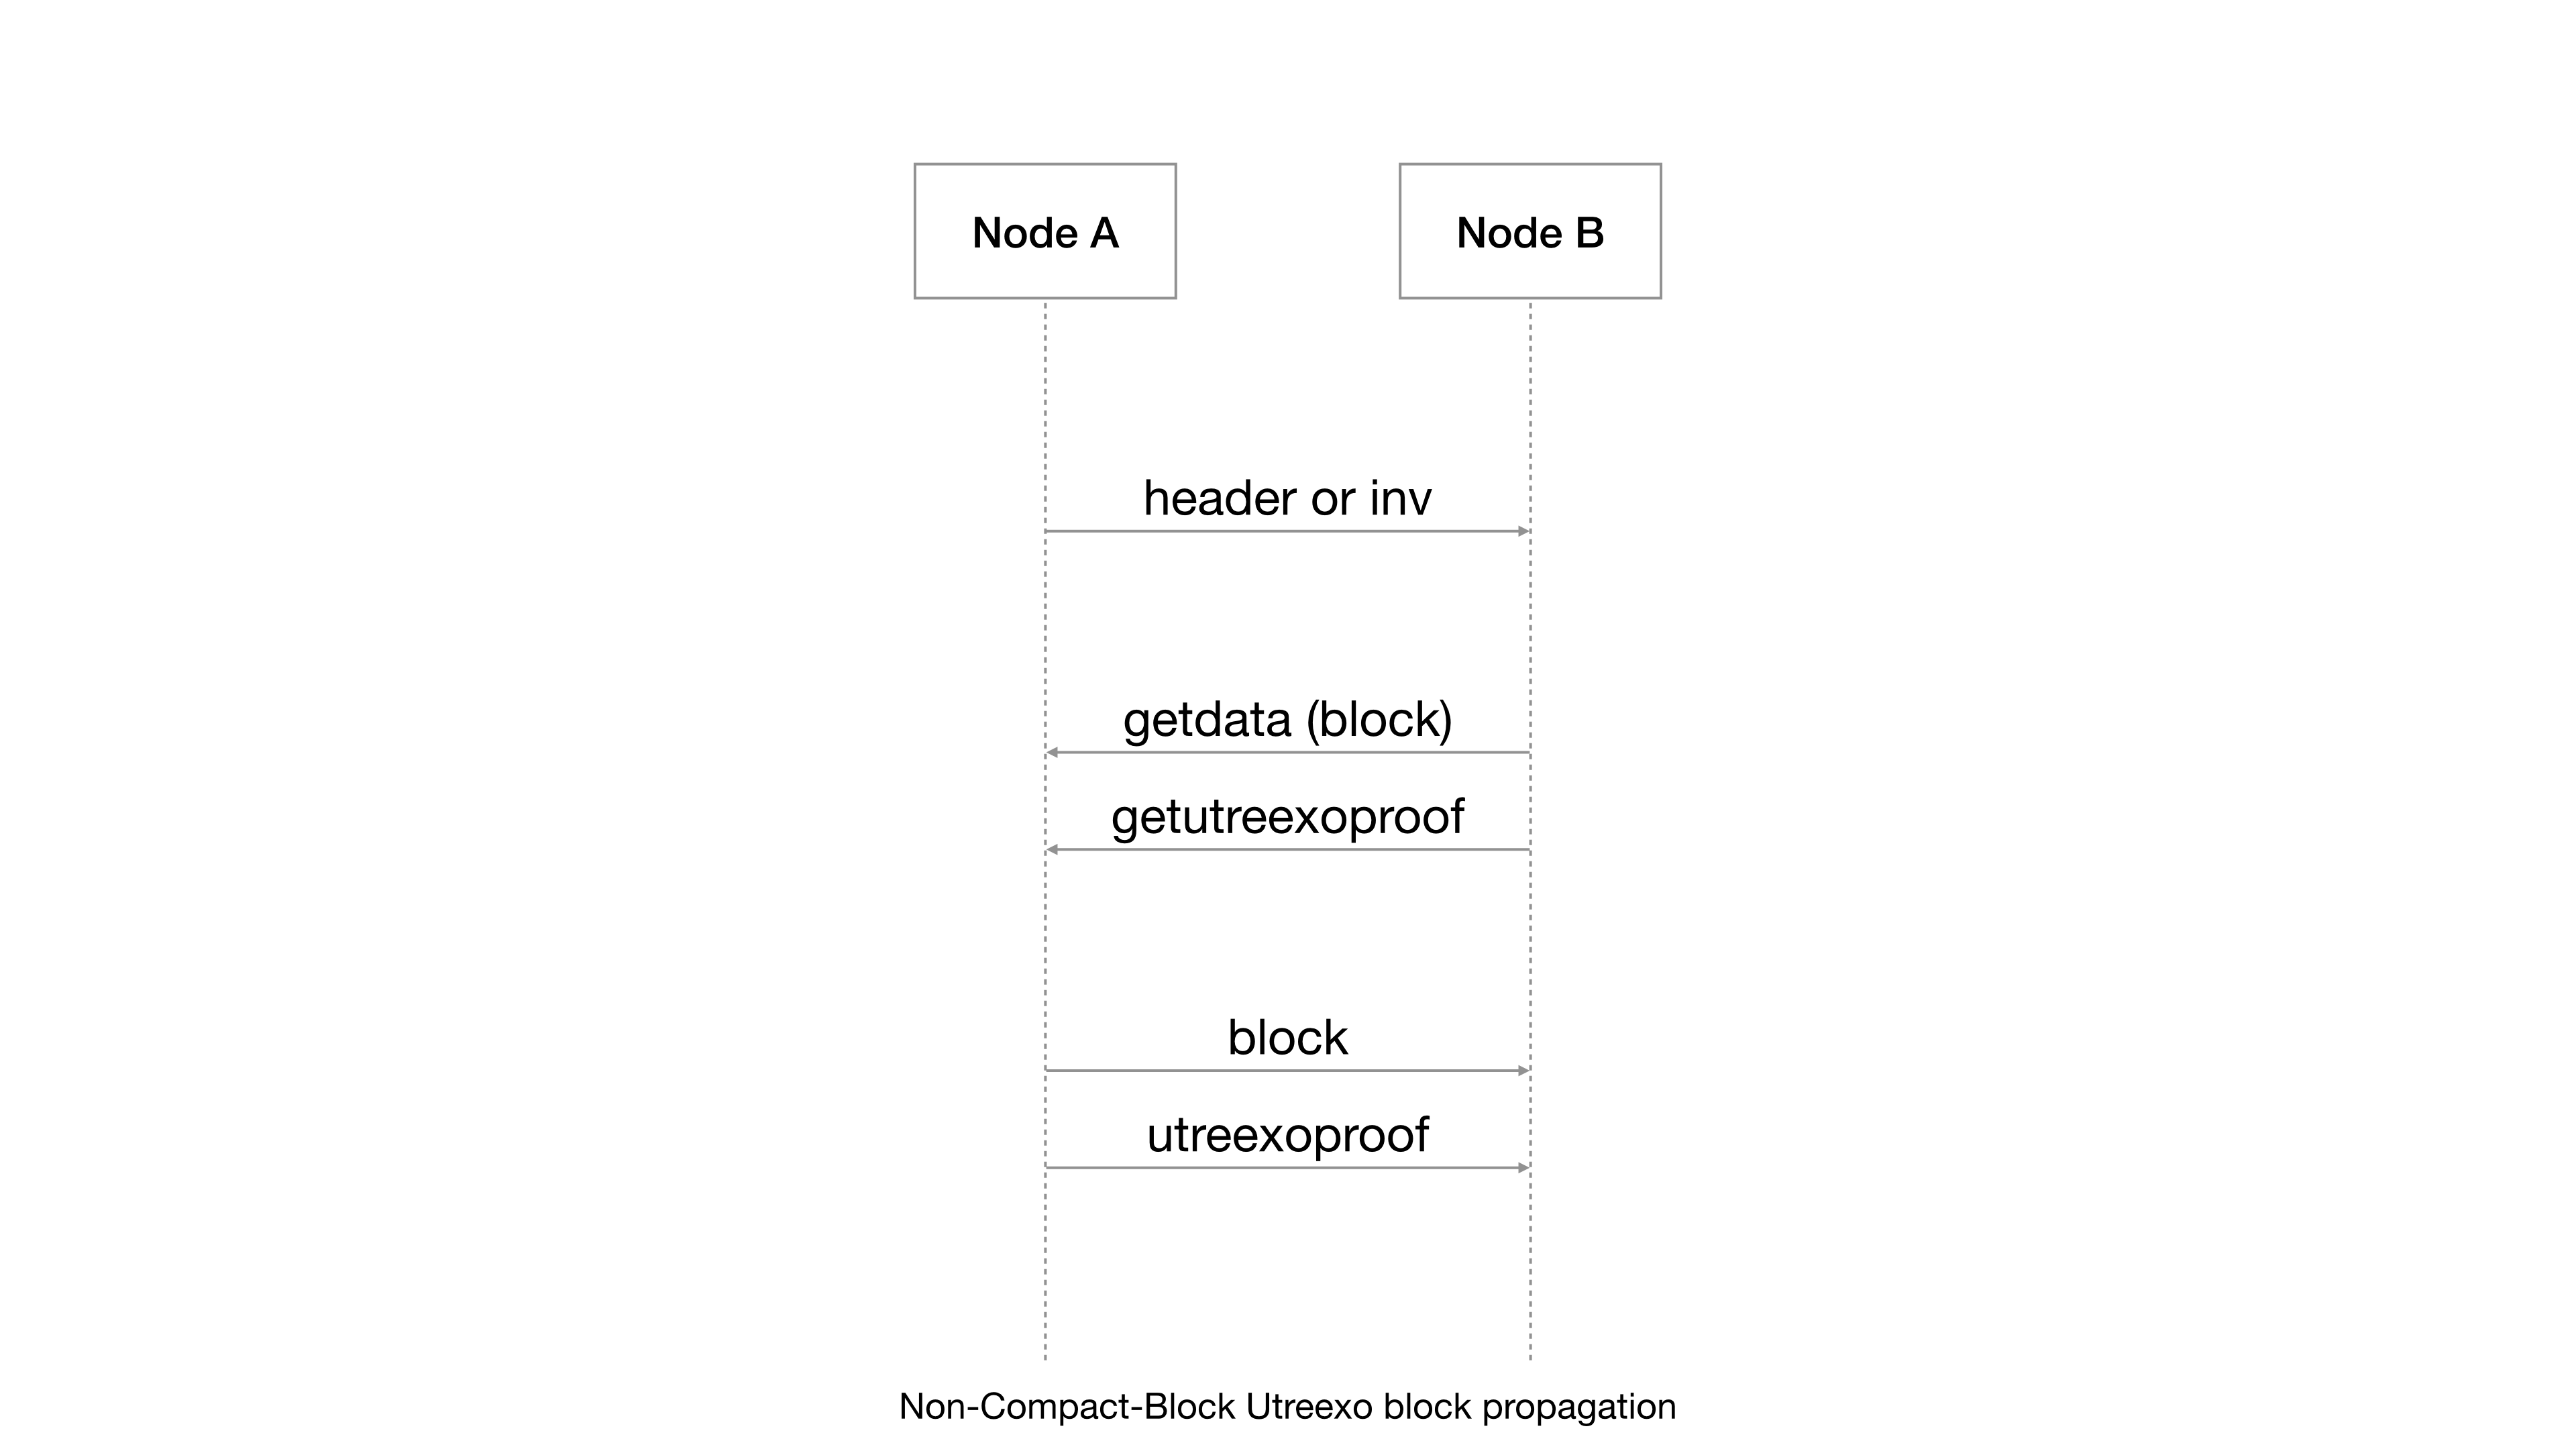 Node A
Node B
header or inv
getdata (block)
getutreexoproof
block
utreexoproof
Non-Compact-Block Utreexo block propagation